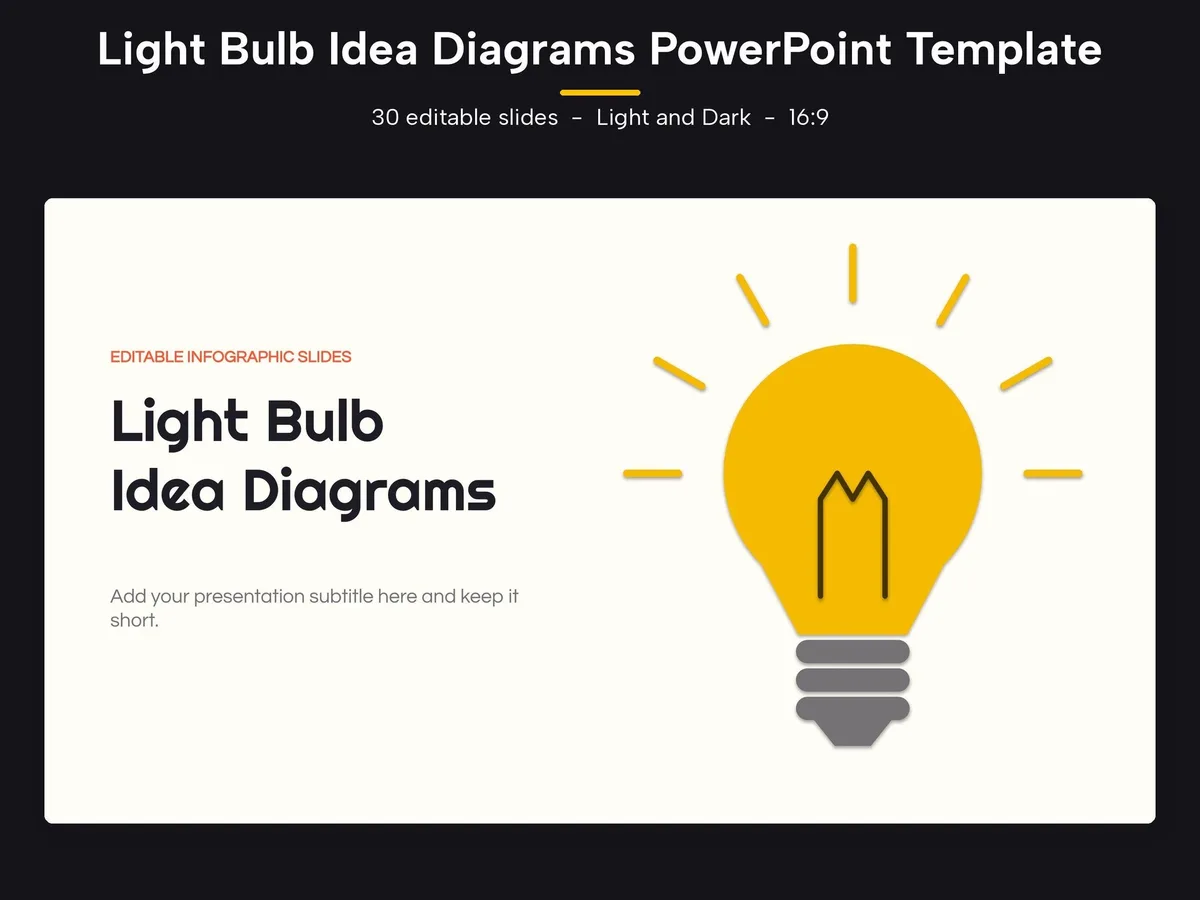 Light Bulb Idea Diagrams PowerPoint Template
30 editable slides - Light and Dark - 16:9
EDITABLE INFOGRAPHIC SLIDES
Light Bulb
Idea Diagrams
Add your presentation subtitle here and keep it
short.